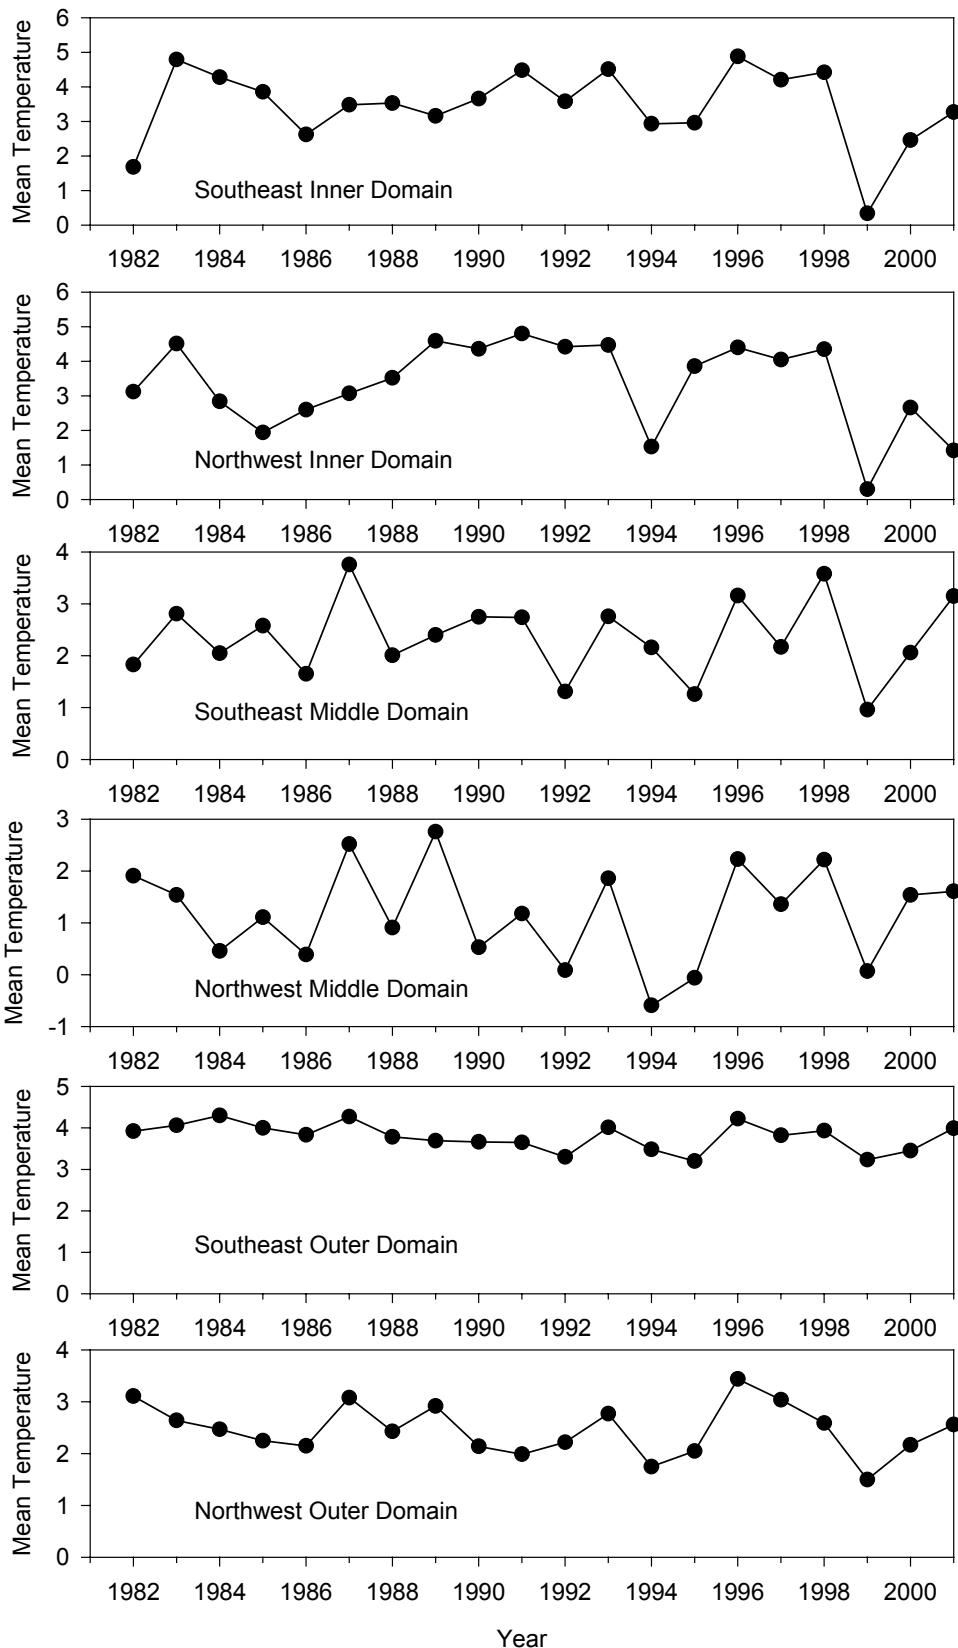 6
5
4
3
2
1
0
Mean Temperature
Southeast Inner Domain
1982 1984 1986 1988 1990 1992 1994 1996 1998 2000
6
5
4
3
2
1
0
Mean Temperature
Northwest Inner Domain
1982 1984 1986 1988 1990 1992 1994 1996 1998 2000
4
3
2
1
0
Mean Temperature
Southeast Middle Domain
1982 1984 1986 1988 1990 1992 1994 1996 1998 2000
3
2
1
0
-1
Mean Temperature
Northwest Middle Domain
1982 1984 1986 1988 1990 1992 1994 1996 1998 2000
5
4
3
2
1
0
Mean Temperature
Southeast Outer Domain
1982 1984 1986 1988 1990 1992 1994 1996 1998 2000
4
3
2
1
0
Mean Temperature
Northwest Outer Domain
1982 1984 1986 1988 1990 1992 1994 1996 1998 2000
Year